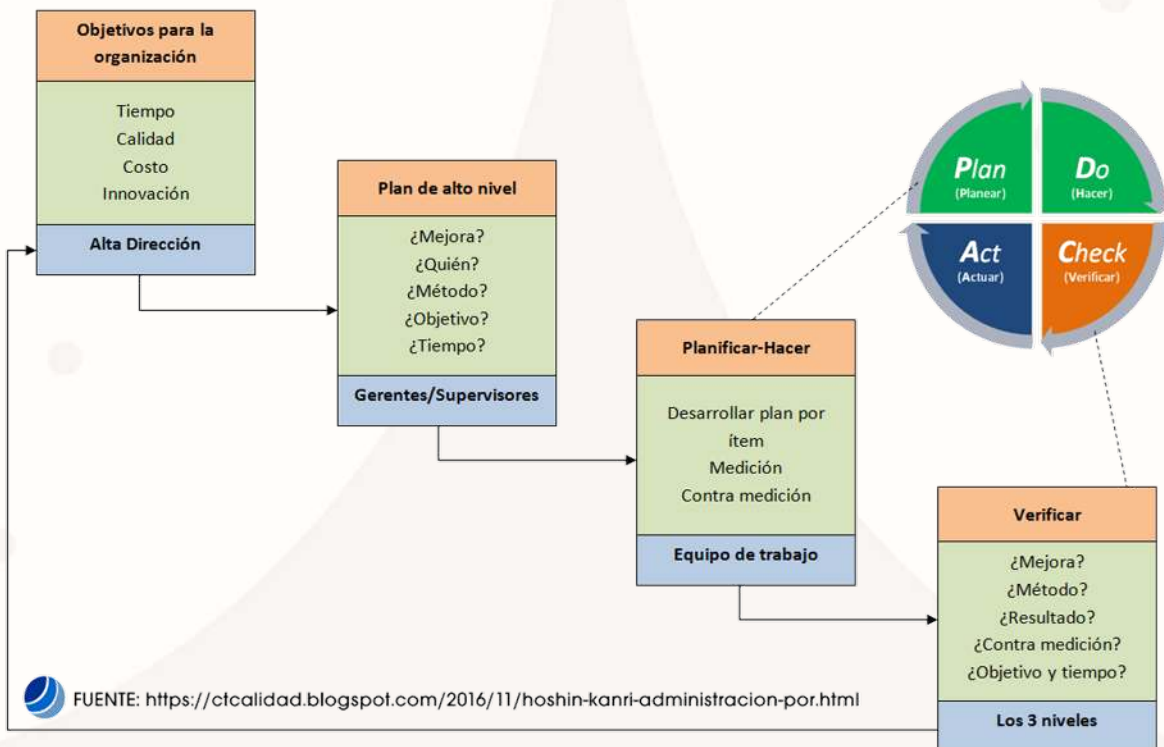 Objetivos para la
organización
Tiempo
Calidad
Costo
Innovación
Alta Dirección
Plan de alto nivel
¿Mejora?
¿Quién?
¿Método?
¿Objetivo?
¿Tiempo?
Gerentes/Supervisores
Plan
(Planear)
Do
(Hacer)
Act
(Actuar)
Check
(Verificar)
Planificar-Hacer
Desarrollar plan por
ítem
Medición
Contra medición
Equipo de trabajo
Verificar
¿Mejora?
¿Método?
¿Resultado?
¿Contra medición?
¿Objetivo y tiempo?
Los 3 niveles
FUENTE: https://ctcalidad.blogspot.com/2016/11/hoshin-kanri-administracion-por.html